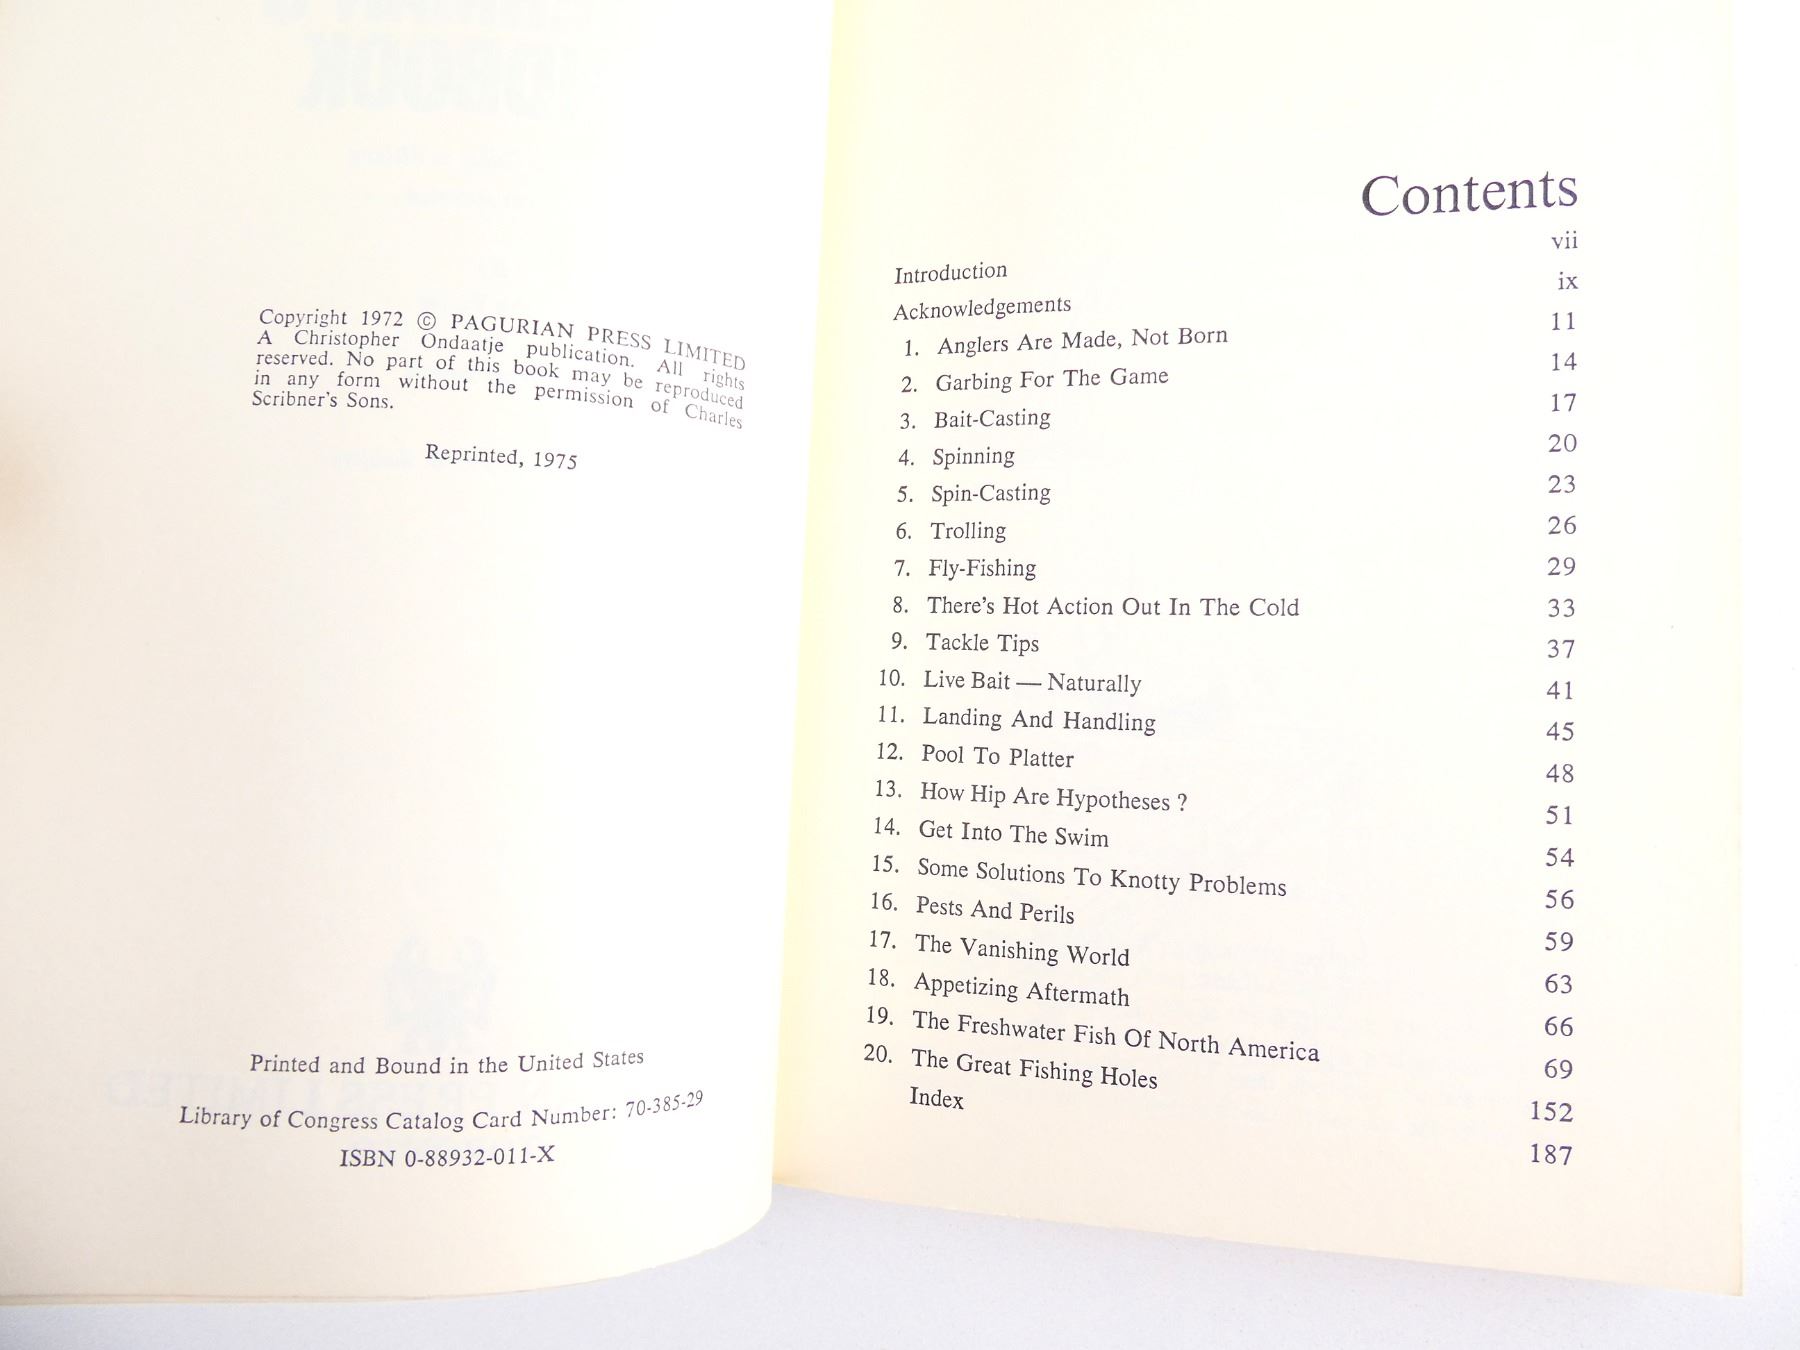 Copyright 1972 © PAGURIAN PRESS LIMITED
A Christopher Ondaatje publication. All rights
reserved. No part of this book may be reproduced
in any form without the permission of Charles
Scribner's Sons.
Reprinted, 1975
Printed and Bound in the United States
Library of Congress Catalog Card Number: 70-385-29
ISBN 0-88932-011-X
Contents
Introduction vii
Acknowledgements ix
1. Anglers Are Made, Not Born 11
2. Garbing For The Game 14
3. Bait-Casting 17
4. Spinning 20
5. Spin-Casting 23
6. Trolling 26
7. Fly-Fishing 29
8. There's Hot Action Out In The Cold 33
9. Tackle Tips 37
10. Live Bait — Naturally 41
11. Landing And Handling 45
12. Pool To Platter 48
13. How Hip Are Hypotheses ? 51
14. Get Into The Swim 54
15. Some Solutions To Knotty Problems 56
16. Pests And Perils 59
17. The Vanishing World 63
18. Appetizing Aftermath 66
19. The Freshwater Fish Of North America 69
20. The Great Fishing Holes 152
Index 187